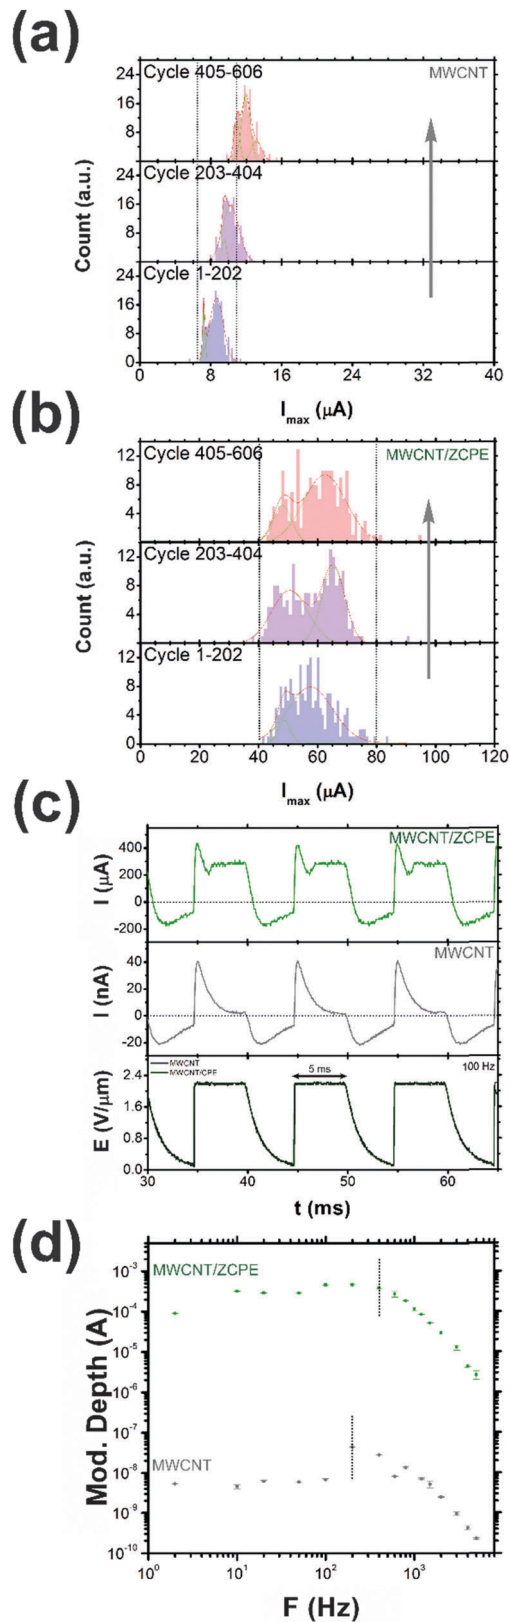 (a)
Cycle 405-606
MWCNT
24
16
8
0
Cycle 203-404
24
16
8
0
Cycle 1-202
24
16
8
0
Count (a.u.)
0 8 16 24 32 40
Imax (μA)
(b)
Cycle 405-606
MWCNT/ZCPE
12
8
4
0
Cycle 203-404
12
8
4
0
Cycle 1-202
12
8
4
0
Count (a.u.)
0 20 40 60 80 100 120
Imax (μA)
(c)
MWCNT/ZCPE
400
200
0
-200
I (μA)
MWCNT
40
20
0
-20
I (nA)
MWCNT
MWCNT/CPE
5 ms
100 Hz
2.4
1.8
1.2
0.6
0.0
E (V/μm)
30 40 50 60
t (ms)
(d)
MWCNT/ZCPE
MWCNT
10⁻³
10⁻⁴
10⁻⁵
10⁻⁶
10⁻⁷
10⁻⁸
10⁻⁹
10⁻¹⁰
Mod. Depth (A)
10⁰ 10¹ 10² 10³
F (Hz)